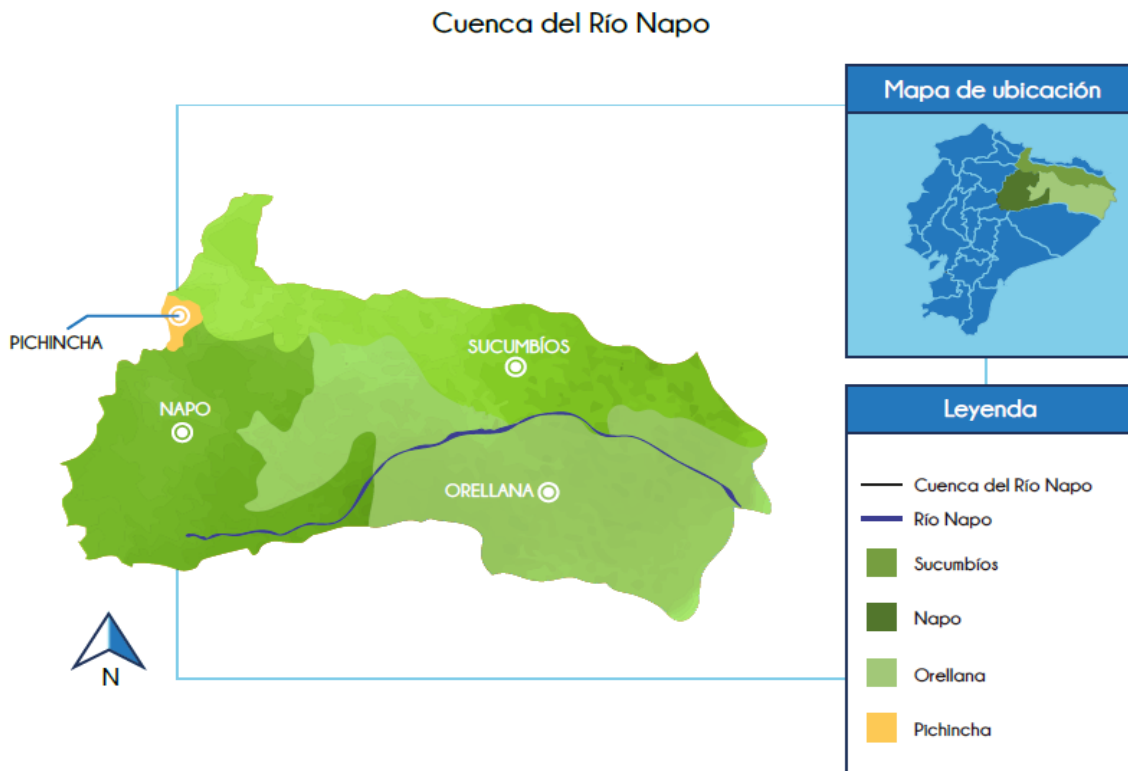 Cuenca del Río Napo
Mapa de ubicación
PICHINCHA
SUCUMBÍOS
NAPO
ORELLANA
N
Leyenda
Cuenca del Río Napo
Río Napo
Sucumbíos
Napo
Orellana
Pichincha